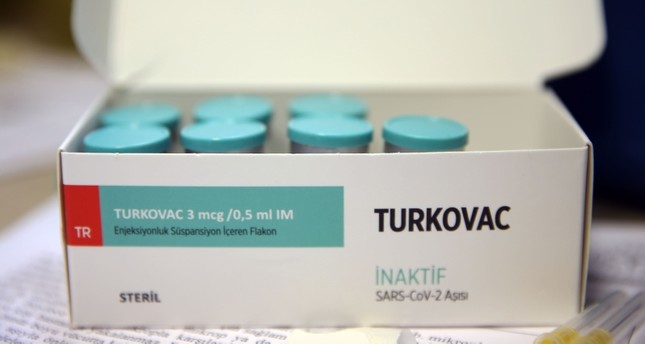 TURKOVAC 3 mcg /0,5 ml IM
TR
Enjeksiyonluk Süspansiyon İçeren Flakon
STERİL
TURKOVAC
İNAKTİF
SARS-CoV-2 Aşısı